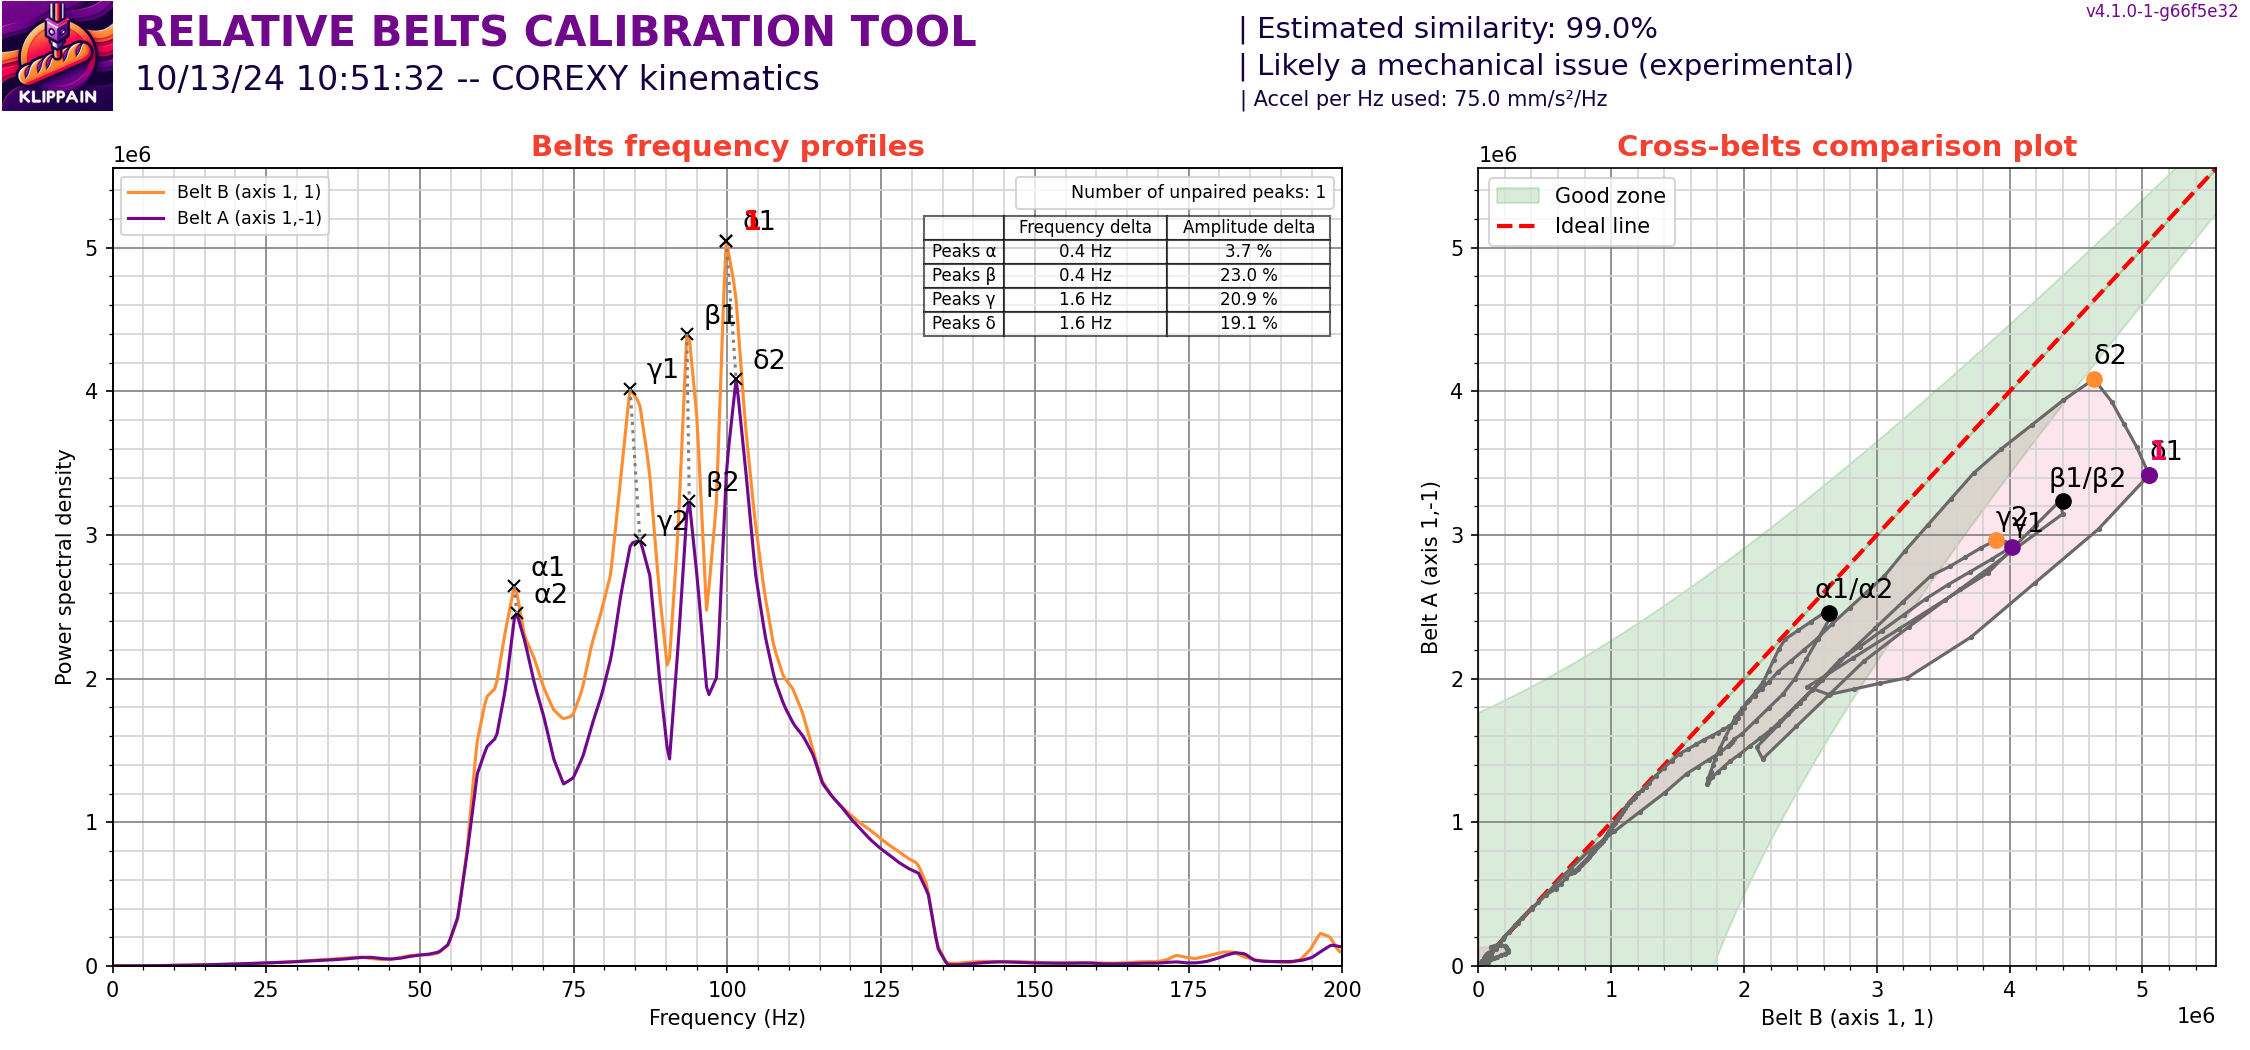 v4.1.0-1-g66f5e32
RELATIVE BELTS CALIBRATION TOOL
10/13/24 10:51:32 -- COREXY kinematics
KLIPPAIN
| Estimated similarity: 99.0%
| Likely a mechanical issue (experimental)
| Accel per Hz used: 75.0 mm/s²/Hz
Belts frequency profiles
1e6
Belt B (axis 1, 1)
Belt A (axis 1,-1)
Number of unpaired peaks: 1
Frequency delta Amplitude delta
Peaks α 0.4 Hz 3.7 %
Peaks β 0.4 Hz 23.0 %
Peaks γ 1.6 Hz 20.9 %
Peaks δ 1.6 Hz 19.1 %
δ1
1
β1
δ2
γ1
β2
γ2
α1
α2
5
4
3
2
1
0
Power spectral density
0 25 50 75 100 125 150 175 200
Frequency (Hz)
Cross-belts comparison plot
1e6
Good zone
Ideal line
δ2
δ1
1
β1/β2
γ2
γ1
α1/α2
5
4
3
2
1
0
Belt A (axis 1,-1)
0 1 2 3 4 5
Belt B (axis 1, 1)
1e6